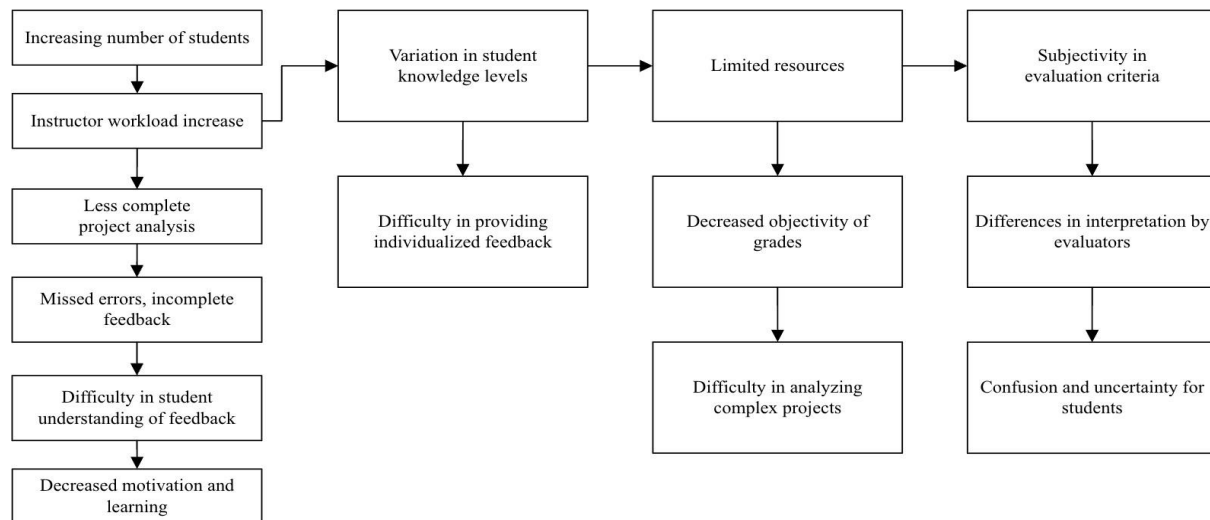 Increasing number of students
Instructor workload increase
Less complete
project analysis
Missed errors, incomplete
feedback
Difficulty in student
understanding of feedback
Decreased motivation and
learning
Variation in student
knowledge levels
Difficulty in providing
individualized feedback
Limited resources
Decreased objectivity of
grades
Difficulty in analyzing
complex projects
Subjectivity in
evaluation criteria
Differences in interpretation by
evaluators
Confusion and uncertainty for
students